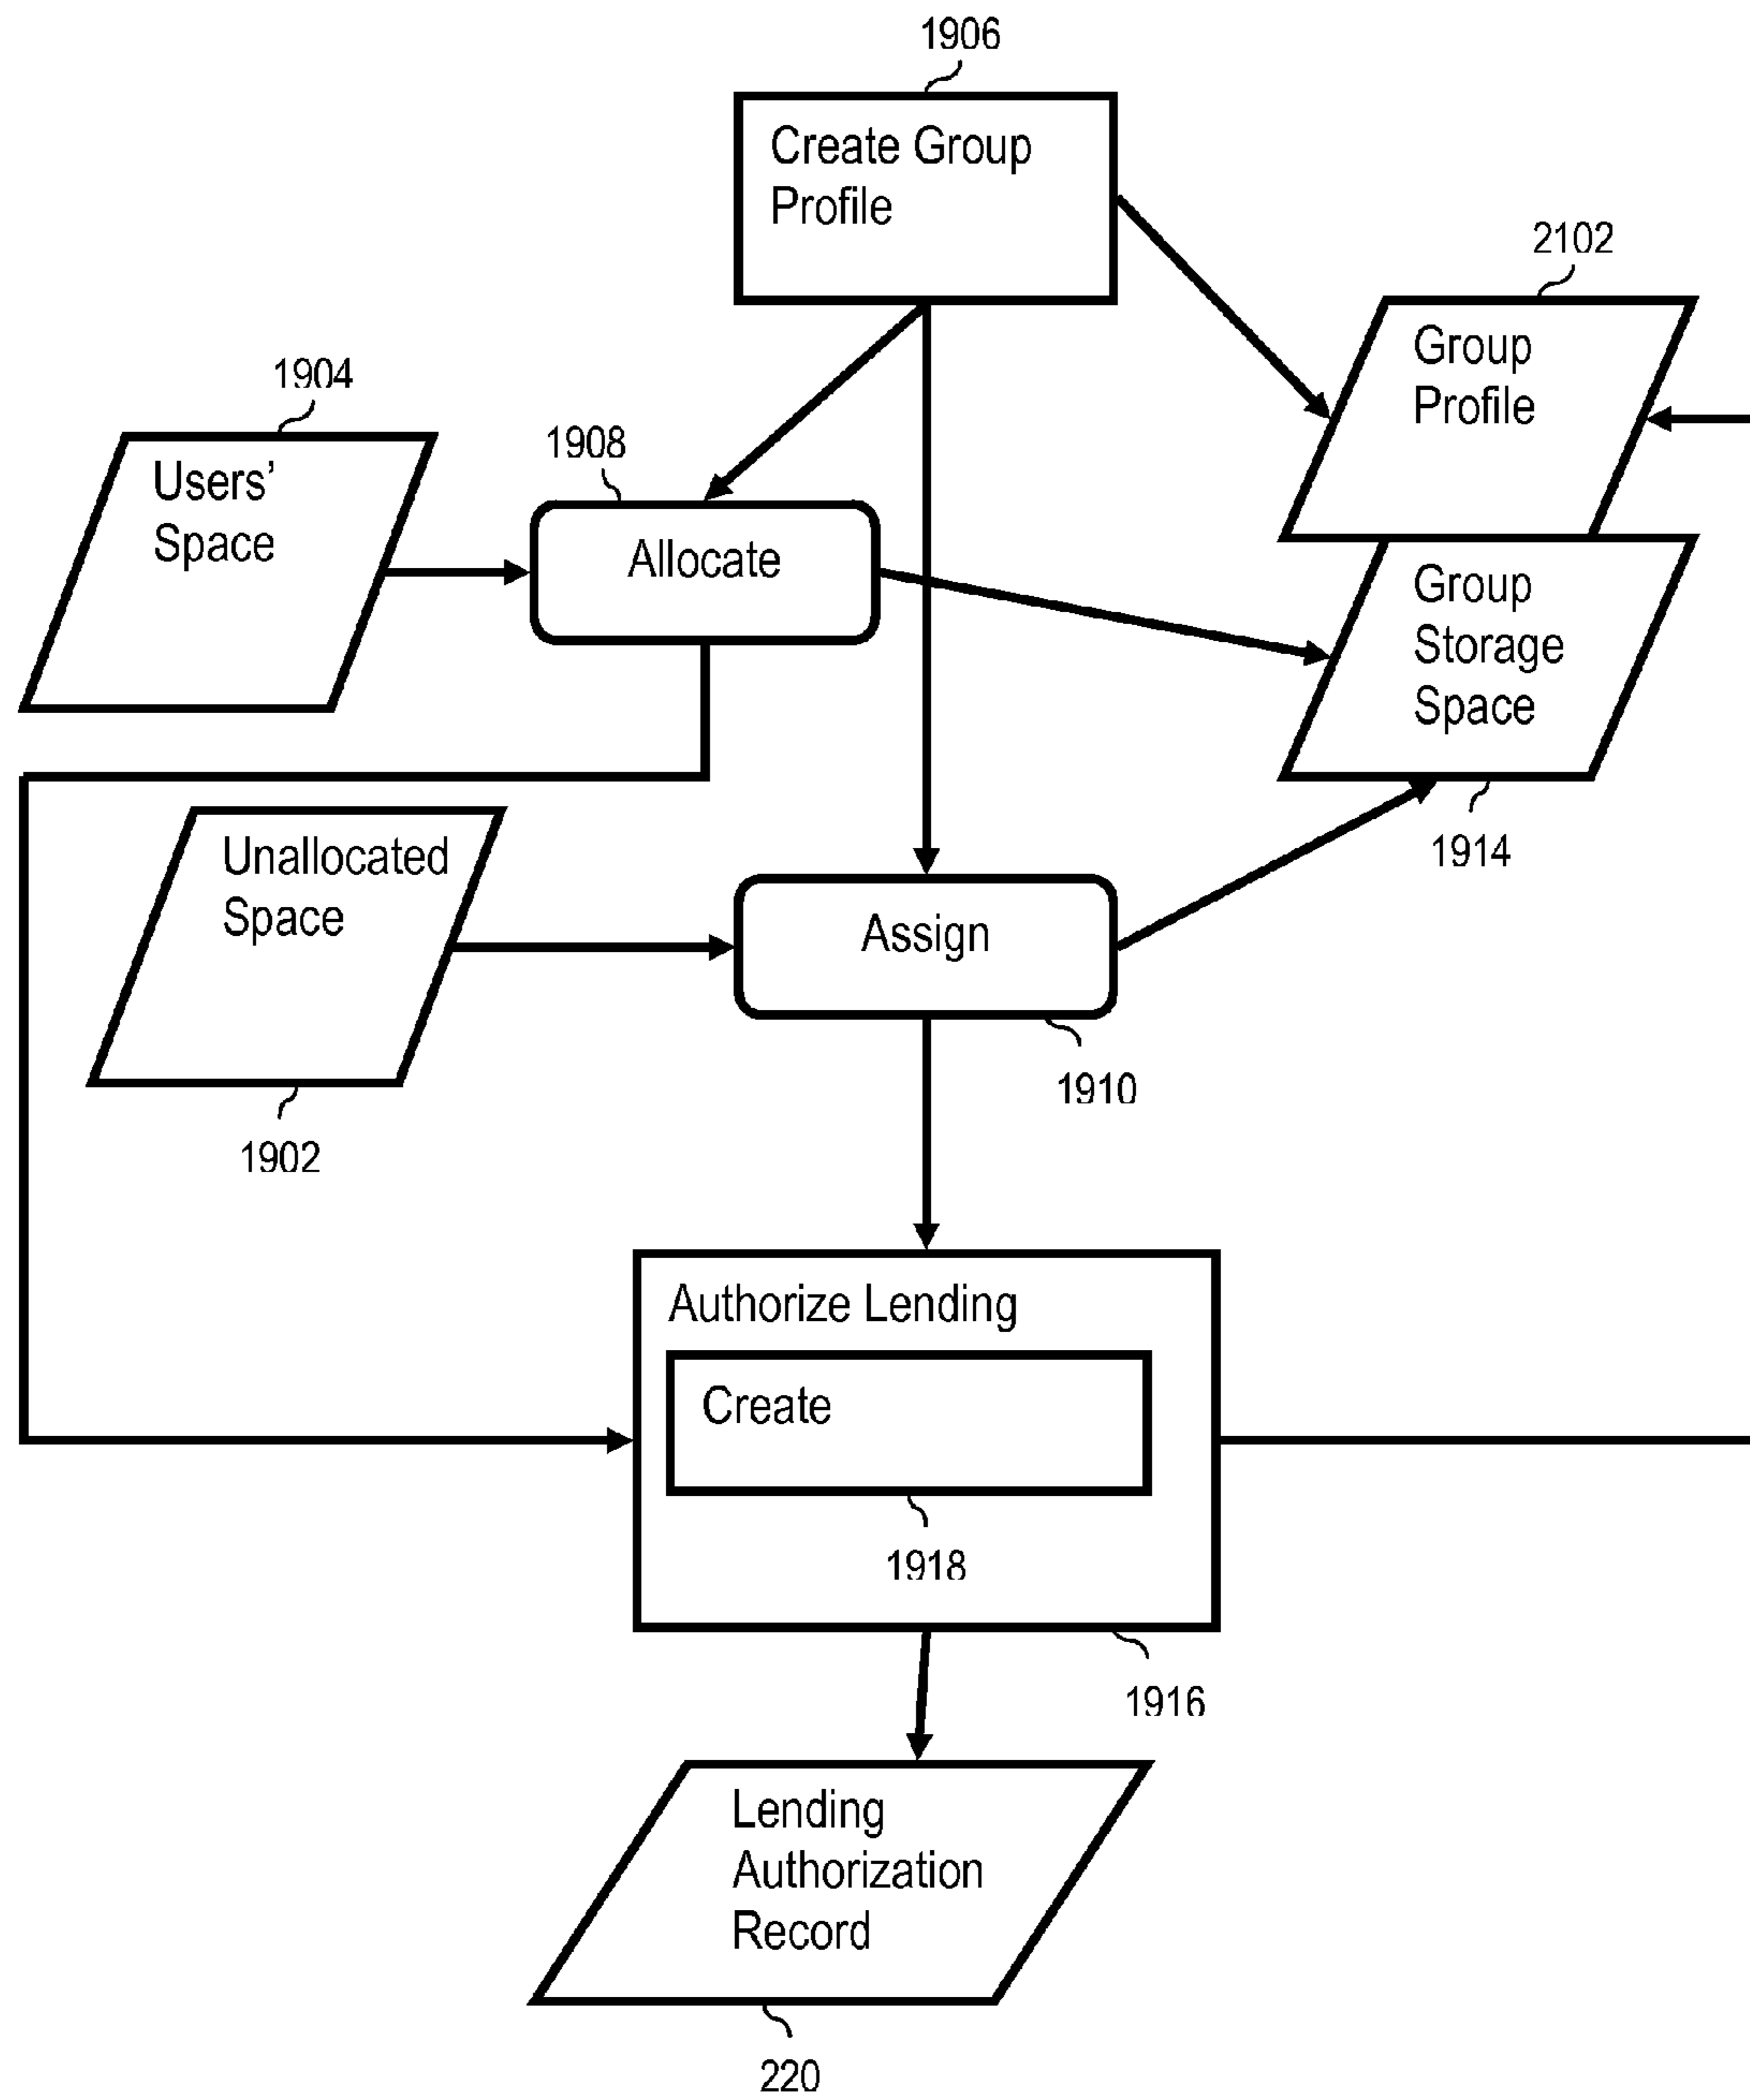 1906
Create Group
Profile
2102
Group
Profile
1904
Users’
Space
1908
Allocate
Group
Storage
Space
1914
Unallocated
Space
1902
Assign
1910
Authorize Lending
Create
1918
1916
Lending
Authorization
Record
220